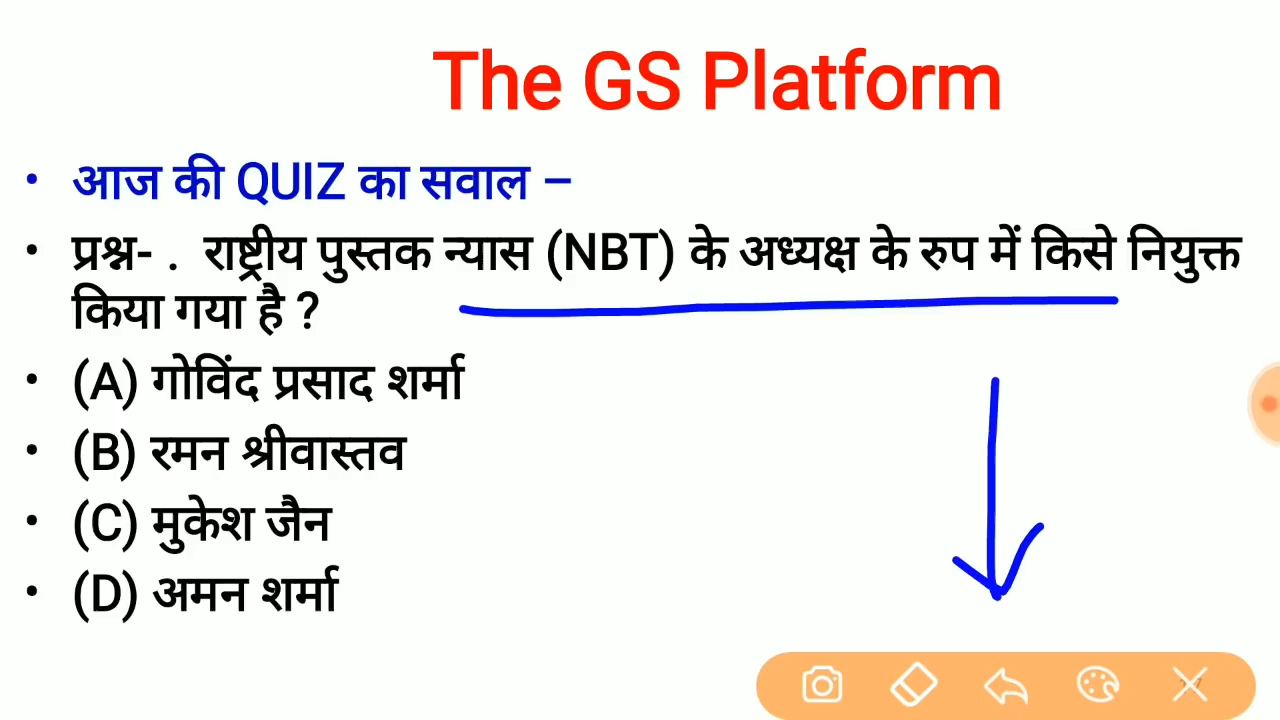 The GS Platform
• आज की QUIZ का सवाल –
• प्रश्न- . राष्ट्रीय पुस्तक न्यास (NBT) के अध्यक्ष के रुप में किसे नियुक्त
किया गया है ?
• (A) गोविंद प्रसाद शर्मा
• (B) रमन श्रीवास्तव
• (C) मुकेश जैन
• (D) अमन शर्मा